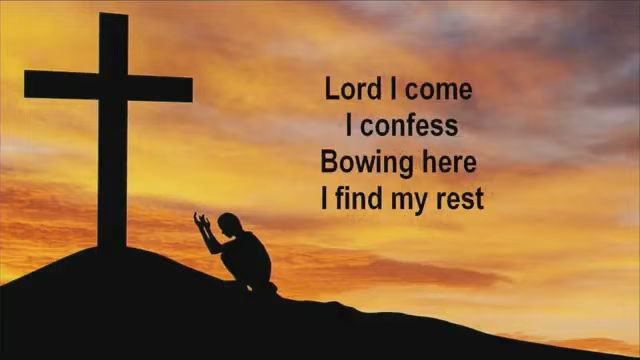 Lord I come
I confess
Bowing here
I find my rest